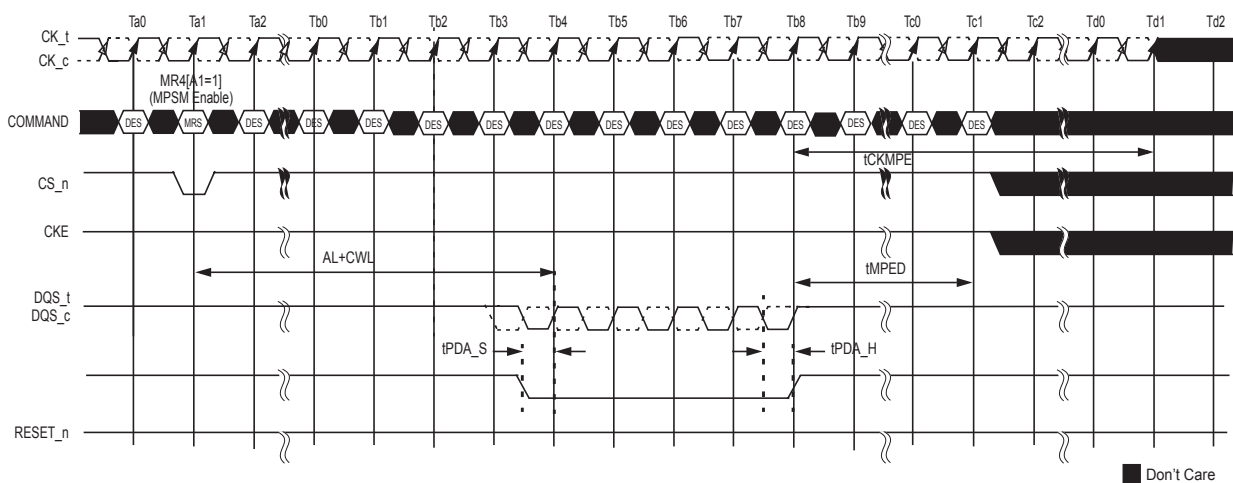 Ta0 Ta1 Ta2 Tb0 Tb1 Tb2 Tb3 Tb4 Tb5 Tb6 Tb7 Tb8 Tb9 Tc0 Tc1 Tc2 Td0 Td1 Td2
CK_t
CK_c
MR4[A1=1]
(MPSM Enable)
COMMAND DES MRS DES DES DES DES DES DES DES DES DES DES DES DES DES
tCKMPE
CS_n
CKE
AL+CWL
tMPED
DQS_t
DQS_c
tPDA_S tPDA_H
RESET_n
Don't Care